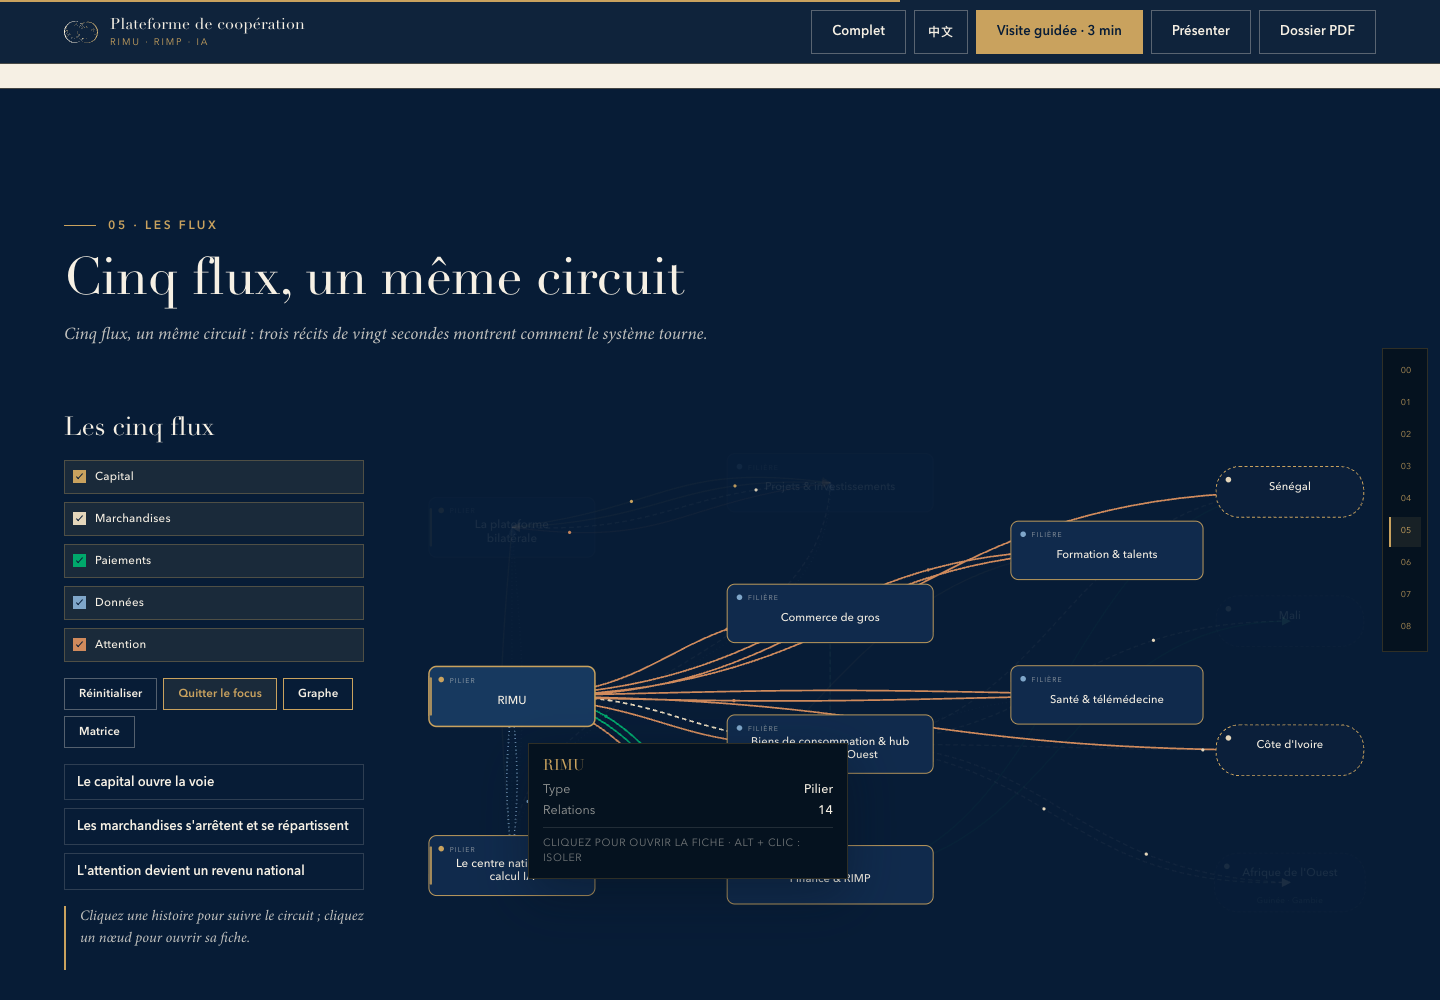 Plateforme de coopération
RIMU · RIMP · IA
Complet
中文
Visite guidée · 3 min
Présenter
Dossier PDF
05 · LES FLUX
Cinq flux, un même circuit
Cinq flux, un même circuit : trois récits de vingt secondes montrent comment le système tourne.
00
01
02
03
04
05
06
07
08
Les cinq flux
Capital
Marchandises
Paiements
Données
Attention
Réinitialiser
Quitter le focus
Graphe
Matrice
Le capital ouvre la voie
Les marchandises s'arrêtent et se répartissent
L'attention devient un revenu national
Cliquez une histoire pour suivre le circuit ; cliquez
un nœud pour ouvrir sa fiche.
Projets & investissements
La plateforme
bilatérale
Sénégal
FILIÈRE
Formation & talents
FILIÈRE
Commerce de gros
Mali
PILIER
RIMU
FILIÈRE
Santé & télémédecine
FILIÈRE
Biens de consommation & hub
Ouest
Côte d'Ivoire
RIMU
Type
Pilier
Relations
14
CLIQUEZ POUR OUVRIR LA FICHE · ALT + CLIC :
ISOLER
PILIER
Le centre nati
calcul
Finance & RIMP
Afrique de l'Ouest